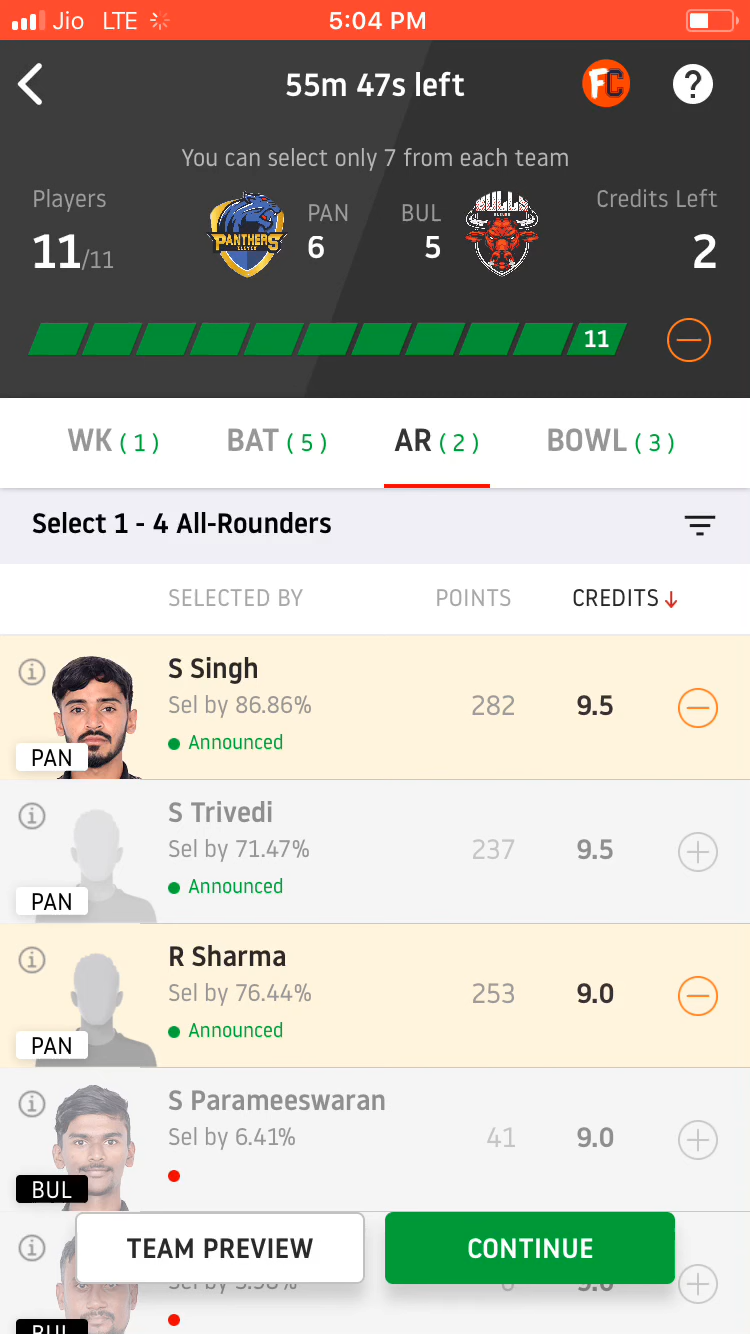 Jio LTE 5:04 PM
55m 47s left
FC ?
You can select only 7 from each team
Players
11/11
PANTHERS
PAN
6
BUL
5
BULLS
Credits Left
2
11
WK ( 1 ) BAT ( 5 ) AR ( 2 ) BOWL ( 3 )
Select 1 - 4 All-Rounders
SELECTED BY POINTS CREDITS
S Singh
Sel by 86.86% 282 9.5
Announced
PAN
S Trivedi
Sel by 71.47% 237 9.5
Announced
PAN
R Sharma
Sel by 76.44% 253 9.0
Announced
PAN
S Parameeswaran
Sel by 6.41% 41 9.0
BUL
TEAM PREVIEW CONTINUE
BUL